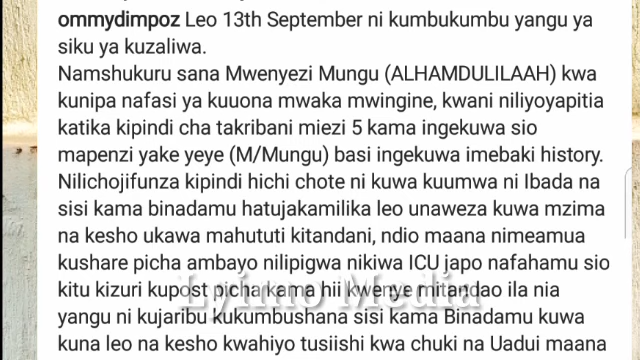 ommydimpoz Leo 13th September ni kumbukumbu yangu ya
siku ya kuzaliwa.
Namshukuru sana Mwenyezi Mungu (ALHAMDULILAAH) kwa
kunipa nafasi ya kuuona mwaka mwingine, kwani niliyoyapitia
katika kipindi cha takribani miezi 5 kama ingekuwa sio
mapenzi yake yeye (M/Mungu) basi ingekuwa imebaki history.
Nilichojifunza kipindi hichi chote ni kuwa kuumwa ni Ibada na
sisi kama binadamu hatujakamilika leo unaweza kuwa mzima
na kesho ukawa mahututi kitandani, ndio maana nimeamua
kushare picha ambayo nilipigwa nikiwa ICU japo nafahamu sio
kitu kizuri kupost picha kama hii kwenye mitandao ila nia
Lyimo Media
yangu ni kujaribu kukumbushana sisi kama Binadamu kuwa
kuna leo na kesho kwahiyo tusiishi kwa chuki na Uadui maana